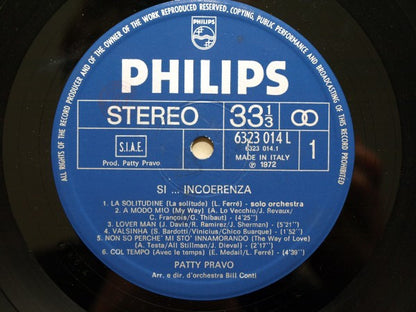 ALL RIGHTS OF THE RECORD PRODUCER AND OF THE OWNER OF THE WORK REPRODUCED RESERVED. COPYING, PUBLIC PERFORMANCE AND BROADCASTING OF THIS RECORD PROHIBITED
PHILIPS
PHILIPS
STEREO
33 1/3
S.I.A.E.
Prod. Patty Pravo
6323 014 L
6323 014.1
MADE IN ITALY
℗ 1972
1
SI ... INCOERENZA
1. LA SOLITUDINE (La solitude) (L. Ferré) - solo orchestra
2. A MODO MIO (My Way) (A. Lo Vecchio/J. Revaux/
C. François/G. Thibaut) - (4'25'')
3. LOVER MAN (J. Davis/R. Ramirez/J. Sherman) - (5'21'')
4. VALSINHA (S. Bardotti/Vinicius/Chico Buarque) - (1'52'')
5. NON SO PERCHE' MI STO' INNAMORANDO (The Way of Love)
(A. Testa/Al Stillman/J. Dieval) - (2'17'')
6. COL TEMPO (Avec le temps) (E. Medail/L. Ferré) - (4'39'')
PATTY PRAVO
Arr. e dir. d'orchestra Bill Conti